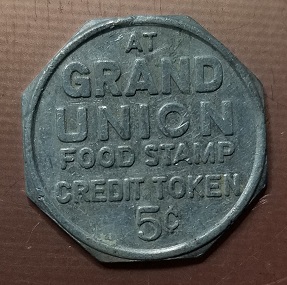 AT
GRAND
UNION
FOOD STAMP
CREDIT TOKEN
5¢